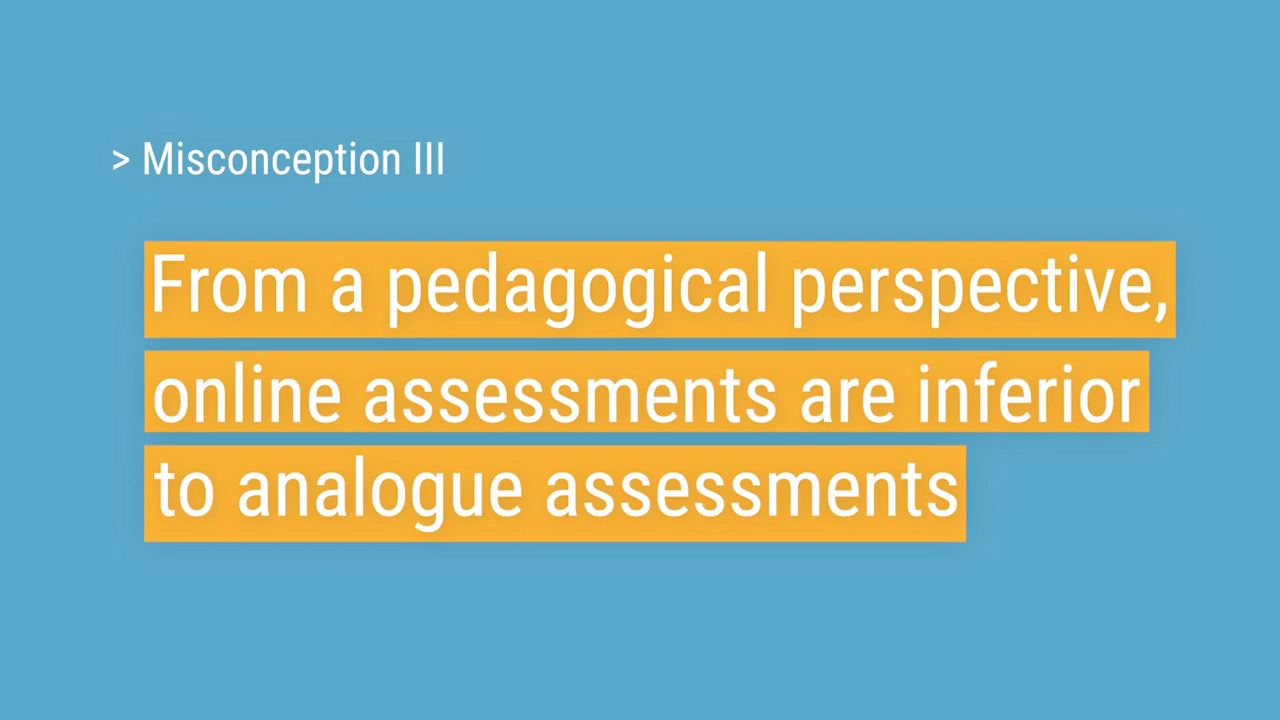 > Misconception III
From a pedagogical perspective,
online assessments are inferior
to analogue assessments